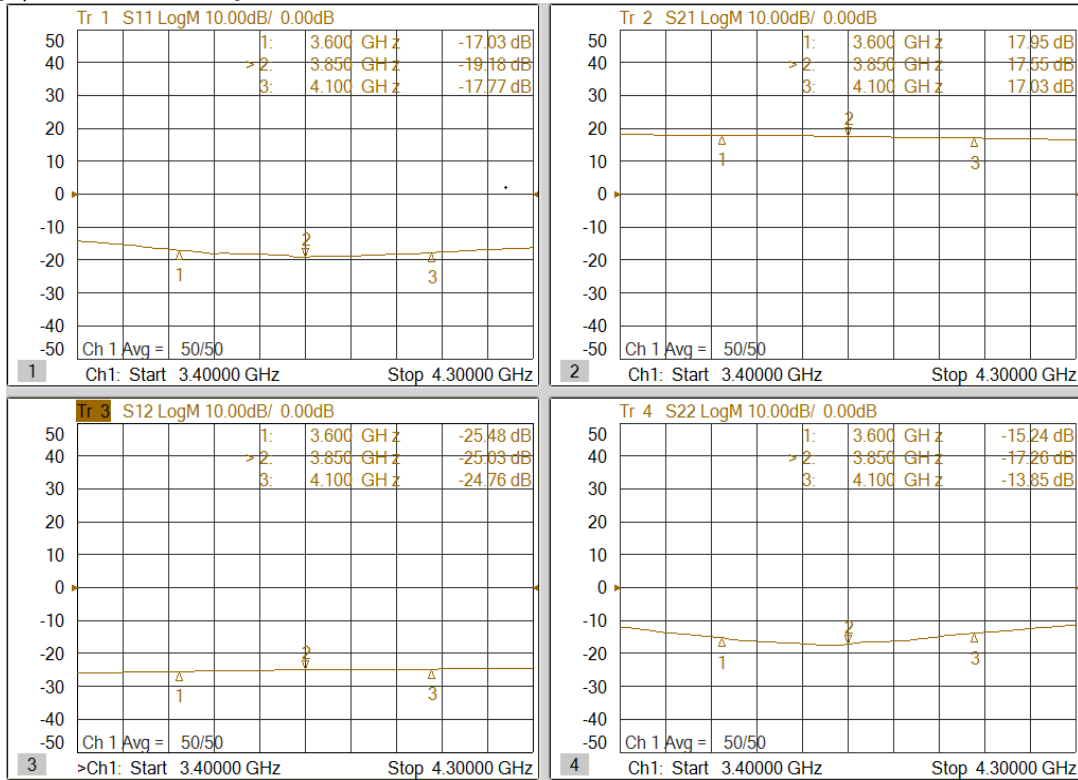 Tr 1 S11 LogM 10.00dB/ 0.00dB
1: 3.600 GHz -17.03 dB
> 2: 3.850 GHz -19.18 dB
3: 4.100 GHz -17.77 dB
50
40
30
20
10
0
-10
-20
-30
-40
-50
2
1
3
Ch 1 Avg = 50/50
1
Ch1: Start 3.40000 GHz Stop 4.30000 GHz
Tr 2 S21 LogM 10.00dB/ 0.00dB
1: 3.600 GHz 17.95 dB
> 2: 3.850 GHz 17.55 dB
3: 4.100 GHz 17.03 dB
50
40
30
20
10
0
-10
-20
-30
-40
-50
2
1
3
Ch 1 Avg = 50/50
2
Ch1: Start 3.40000 GHz Stop 4.30000 GHz
Tr 3 S12 LogM 10.00dB/ 0.00dB
1: 3.600 GHz -25.48 dB
> 2: 3.850 GHz -25.03 dB
3: 4.100 GHz -24.76 dB
50
40
30
20
10
0
-10
-20
-30
-40
-50
2
1
3
Ch 1 Avg = 50/50
3
>Ch1: Start 3.40000 GHz Stop 4.30000 GHz
Tr 4 S22 LogM 10.00dB/ 0.00dB
1: 3.600 GHz -15.24 dB
> 2: 3.850 GHz -17.26 dB
3: 4.100 GHz -13.85 dB
50
40
30
20
10
0
-10
-20
-30
-40
-50
2
1
3
Ch 1 Avg = 50/50
4
Ch1: Start 3.40000 GHz Stop 4.30000 GHz